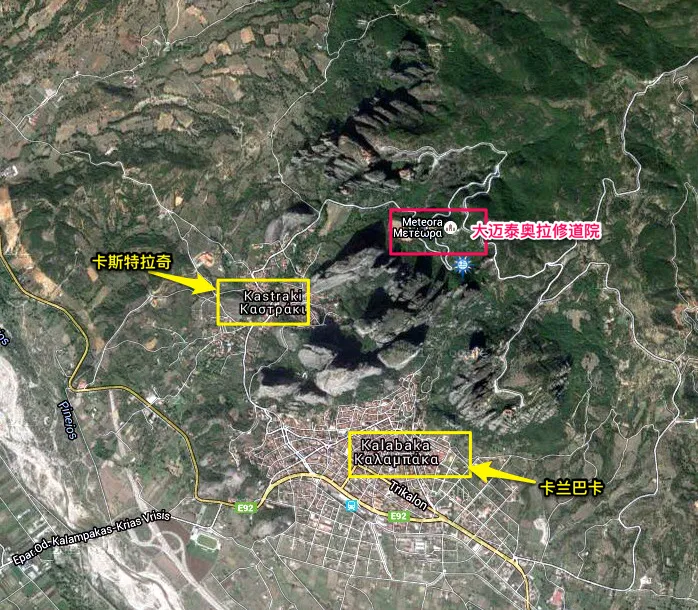 Meteora
Μετέωρα
大迈泰奥拉修道院
卡斯特拉奇
Kastraki
Καστράκι
Pineios
Kalabaka
Καλαμπάκα
卡兰巴卡
Trikalon
E92
E92
Epar.Od-Kalampakas-Krias Vrisis